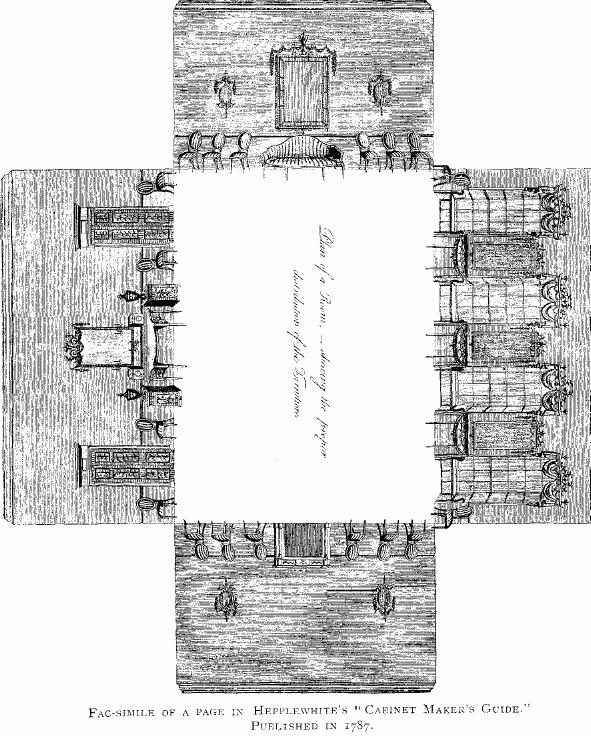 Plan of a Room, — shewing the proper
distribution of the Furniture.
FAC-SIMILE OF A PAGE IN HEPPLEWHITE'S "CABINET MAKER'S GUIDE."
PUBLISHED IN 1787.